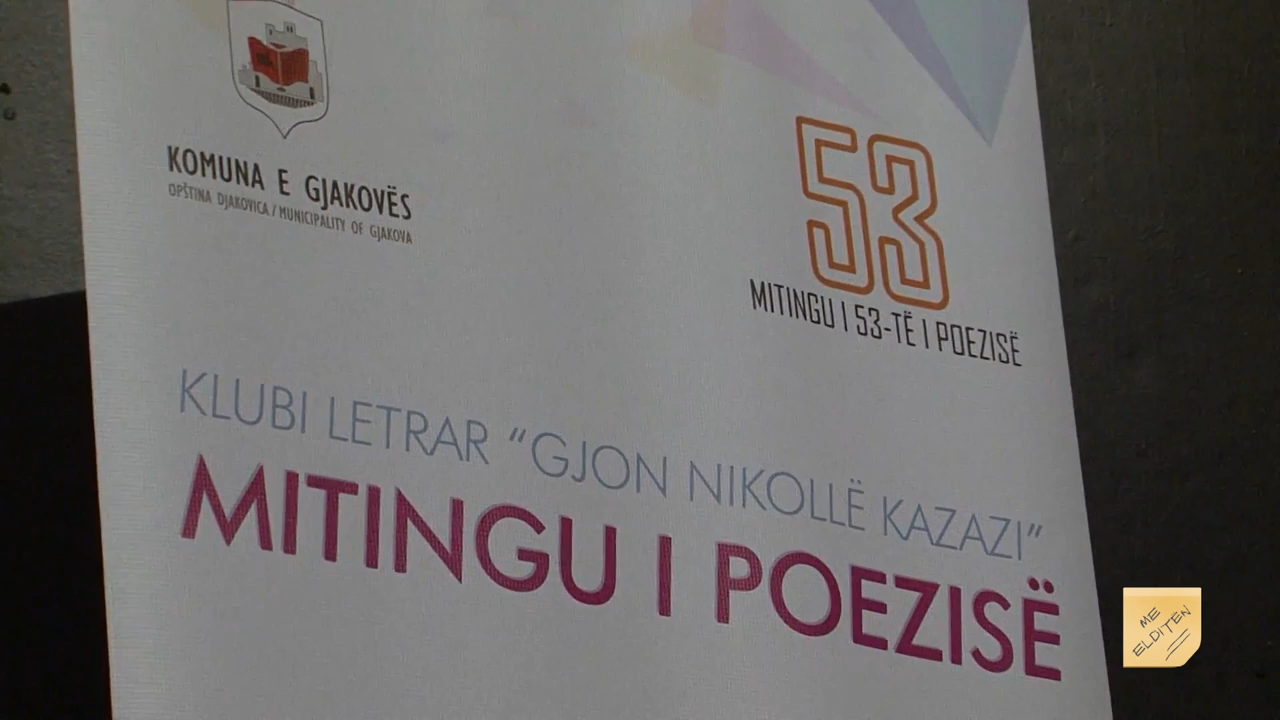 KOMUNA E GJAKOVËS
OPŠTINA DJAKOVICA / MUNICIPALITY OF GJAKOVA
53
MITINGU I 53-TË I POEZISË
KLUBI LETRAR “GJON NIKOLLË KAZAZI”
MITINGU I POEZISË
ME
ELDITEN